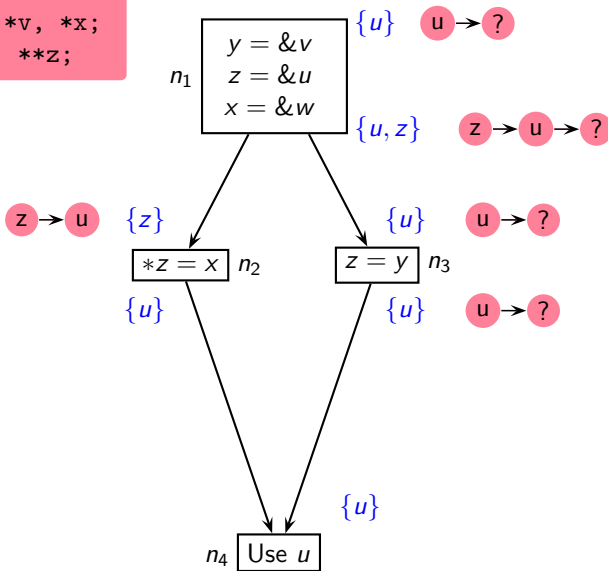 *v, *x;
**z;
y = &v
z = &u
x = &w
n1
{u}
u ?
{u, z}
z u ?
z u
{z}
*z = x
n2
{u}
{u}
u ?
z = y
n3
{u}
u ?
{u}
n4
Use u